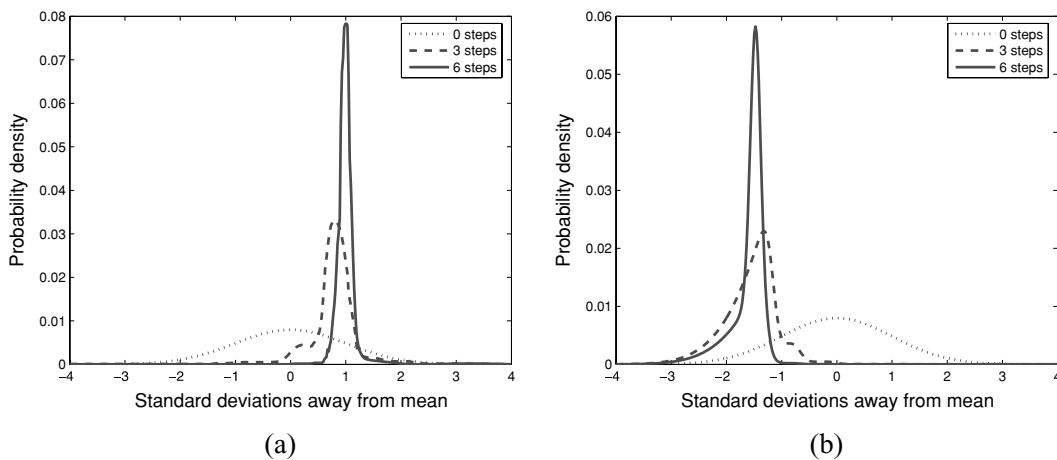 0.08
0.07
0.06
0.05
0.04
0.03
0.02
0.01
0
Probability density
0 steps
3 steps
6 steps
−4 −3 −2 −1 0 1 2 3 4
Standard deviations away from mean
(a)
0.06
0.05
0.04
0.03
0.02
0.01
0
Probability density
0 steps
3 steps
6 steps
−4 −3 −2 −1 0 1 2 3 4
Standard deviations away from mean
(b)